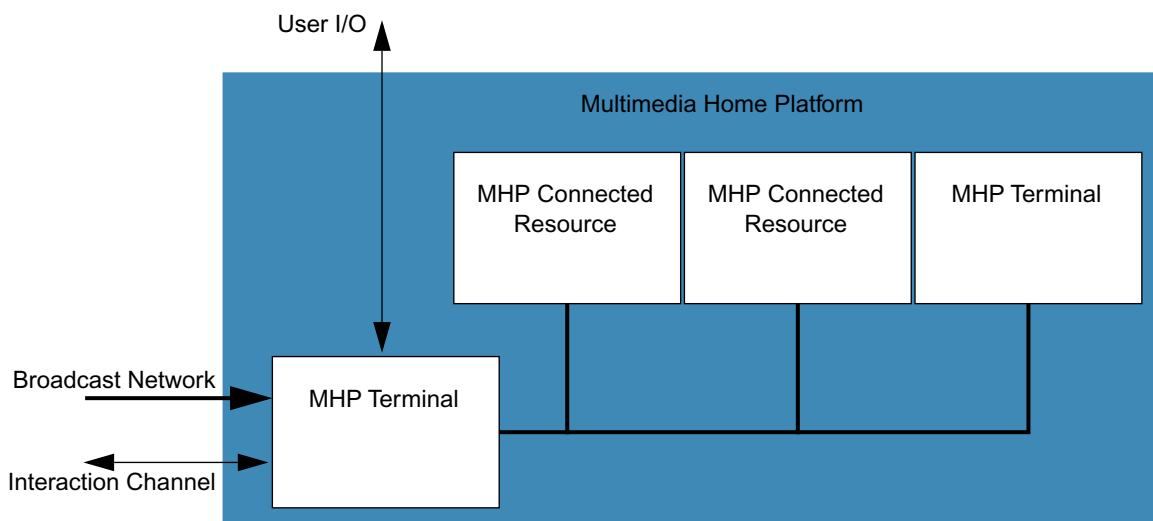 User I/O
Multimedia Home Platform
MHP Connected
Resource
MHP Connected
Resource
MHP Terminal
Broadcast Network
MHP Terminal
Interaction Channel